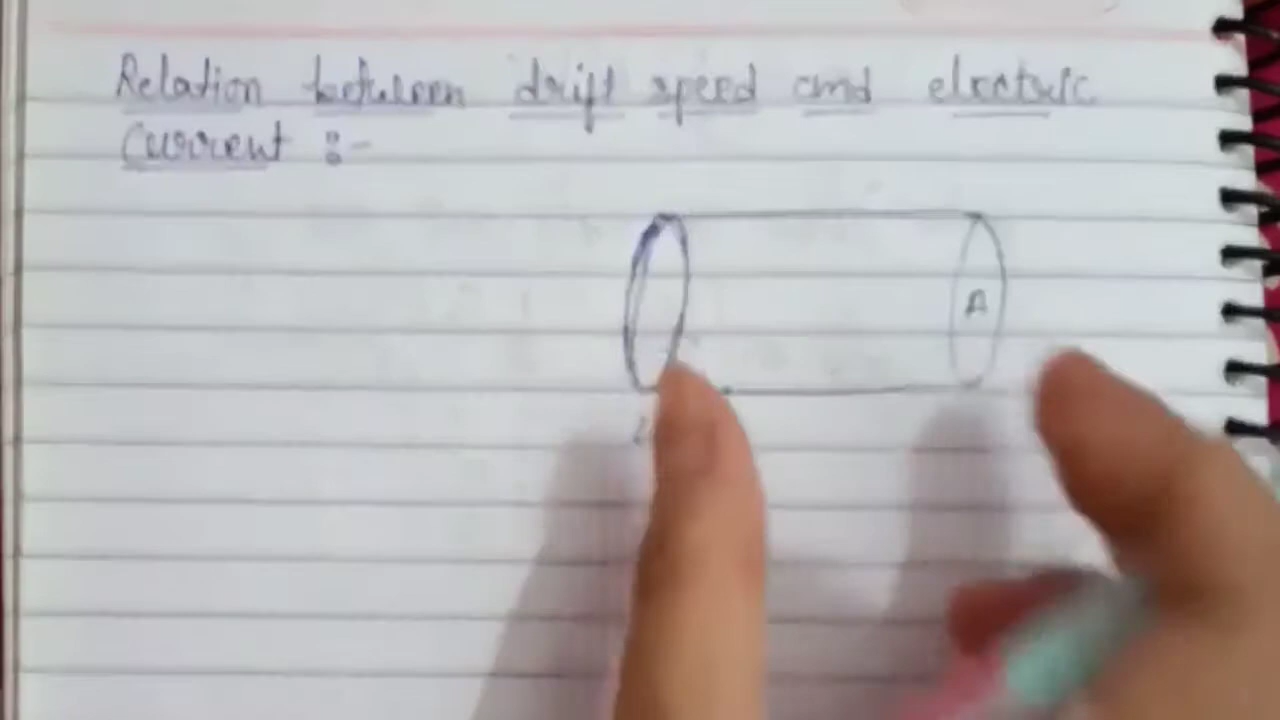 Relation between drift speed and electric
current :-
A